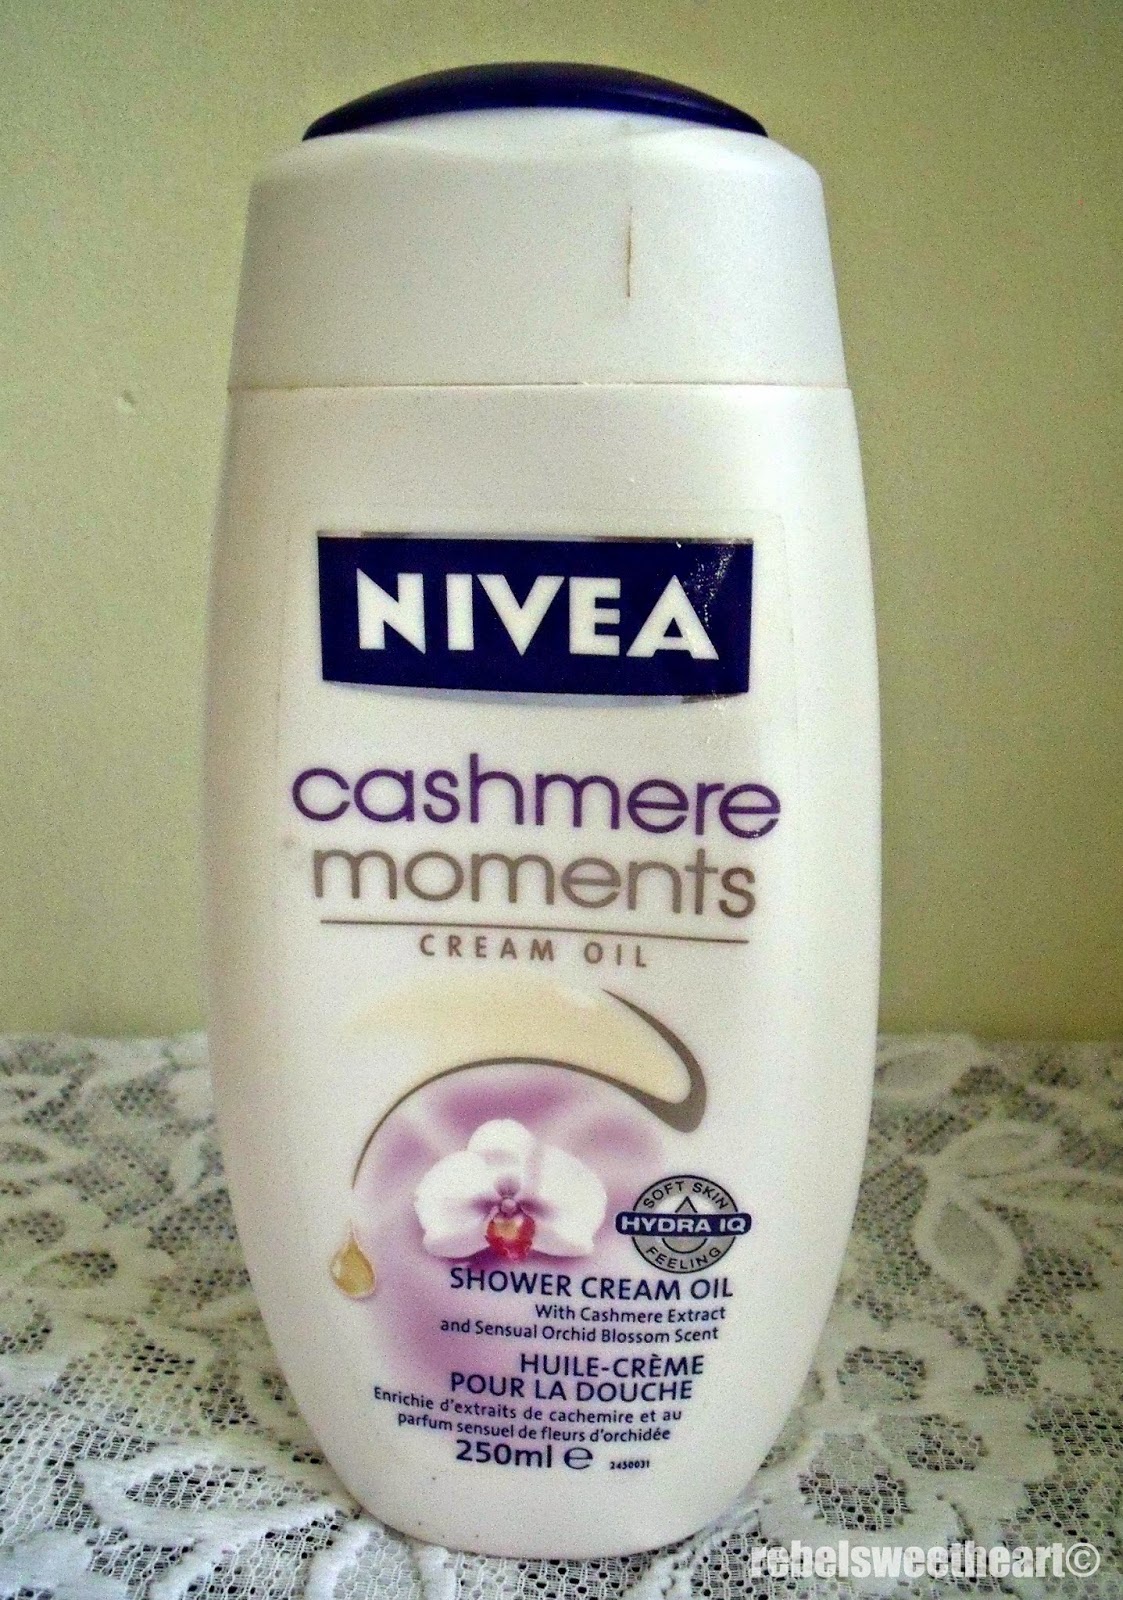 NIVEA
cashmere
moments
CREAM OIL
SOFT SKIN
HYDRA IQ
FEELING
SHOWER CREAM OIL
With Cashmere Extract
and Sensual Orchid Blossom Scent
HUILE-CRÈME
POUR LA DOUCHE
Enrichie d'extraits de cachemire et au
parfum sensuel de fleurs d'orchidée
250ml e 2450031
rebelsweetheart©